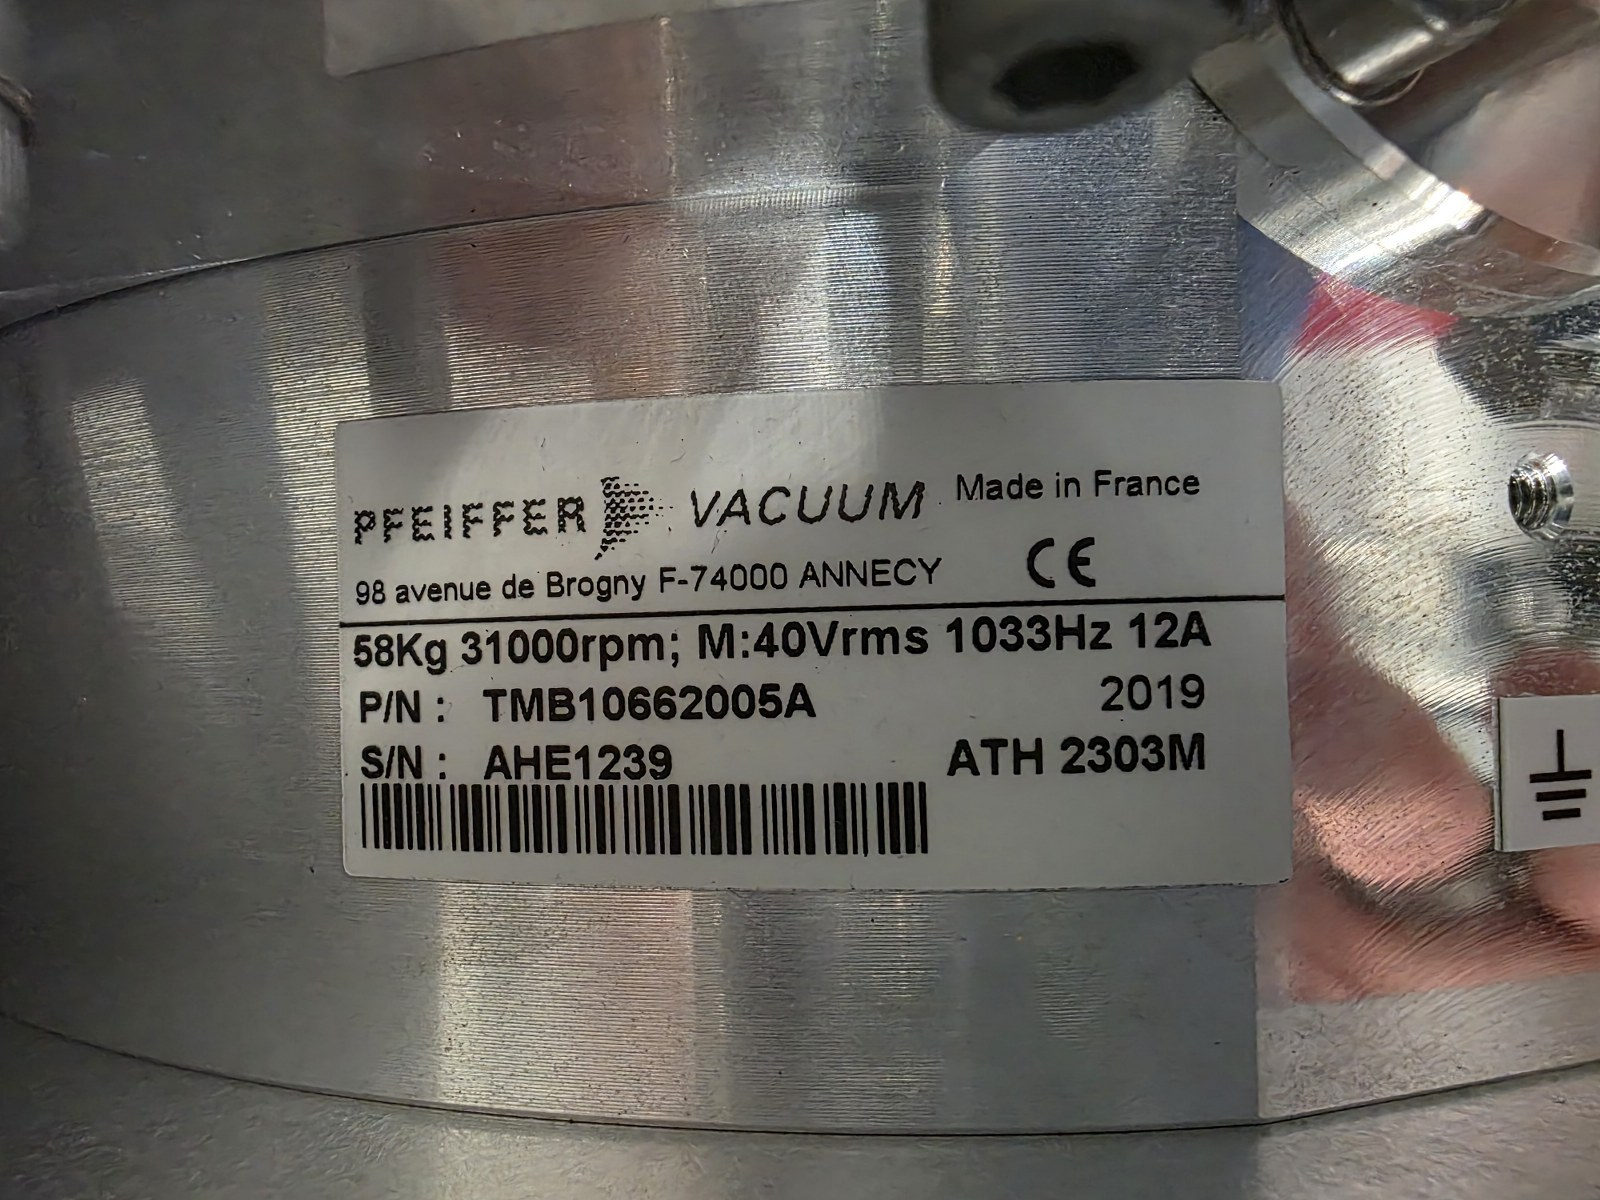 PFEIFFER VACUUM Made in France
98 avenue de Brogny F-74000 ANNECY CE
58Kg 31000rpm; M:40Vrms 1033Hz 12A
P/N : TMB10662005A 2019
S/N : AHE1239 ATH 2303M